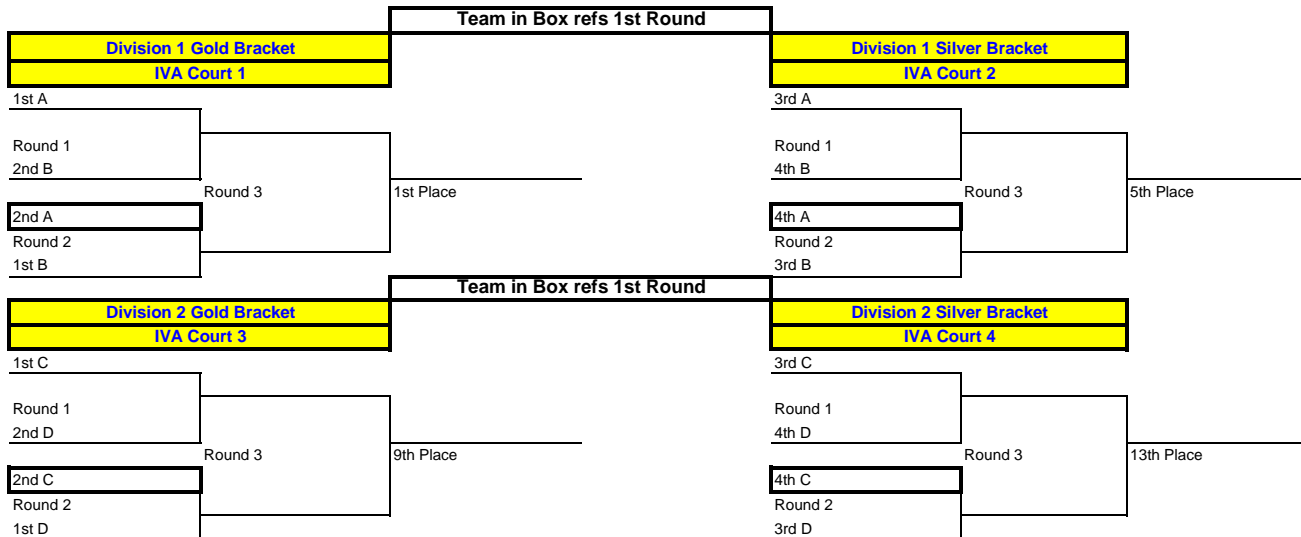 Team in Box refs 1st Round
Division 1 Gold Bracket
IVA Court 1
1st A
Round 1
2nd B
Round 3
1st Place
2nd A
Round 2
1st B
Division 1 Silver Bracket
IVA Court 2
3rd A
Round 1
4th B
Round 3
5th Place
4th A
Round 2
3rd B
Team in Box refs 1st Round
Division 2 Gold Bracket
IVA Court 3
1st C
Round 1
2nd D
Round 3
9th Place
2nd C
Round 2
1st D
Division 2 Silver Bracket
IVA Court 4
3rd C
Round 1
4th D
Round 3
13th Place
4th C
Round 2
3rd D